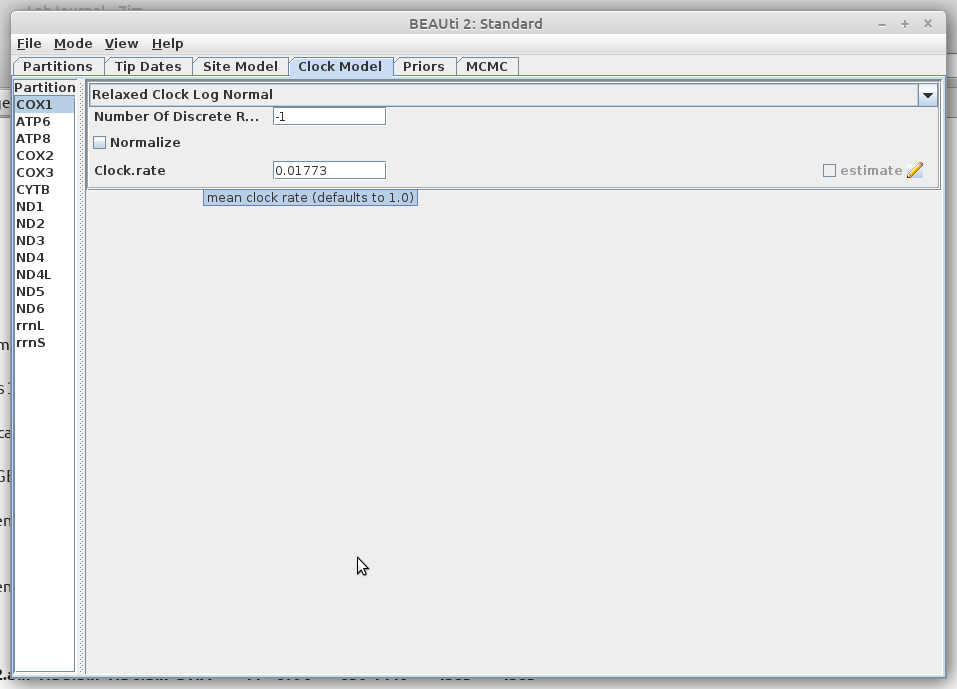 BEAUti 2: Standard
File Mode View Help
Partitions Tip Dates Site Model Clock Model Priors MCMC
Partition
COX1
ATP6
ATP8
COX2
COX3
CYTB
ND1
ND2
ND3
ND4
ND4L
ND5
ND6
rrnL
rrnS
Relaxed Clock Log Normal
Number Of Discrete R... -1
Normalize
Clock.rate 0.01773 estimate
mean clock rate (defaults to 1.0)